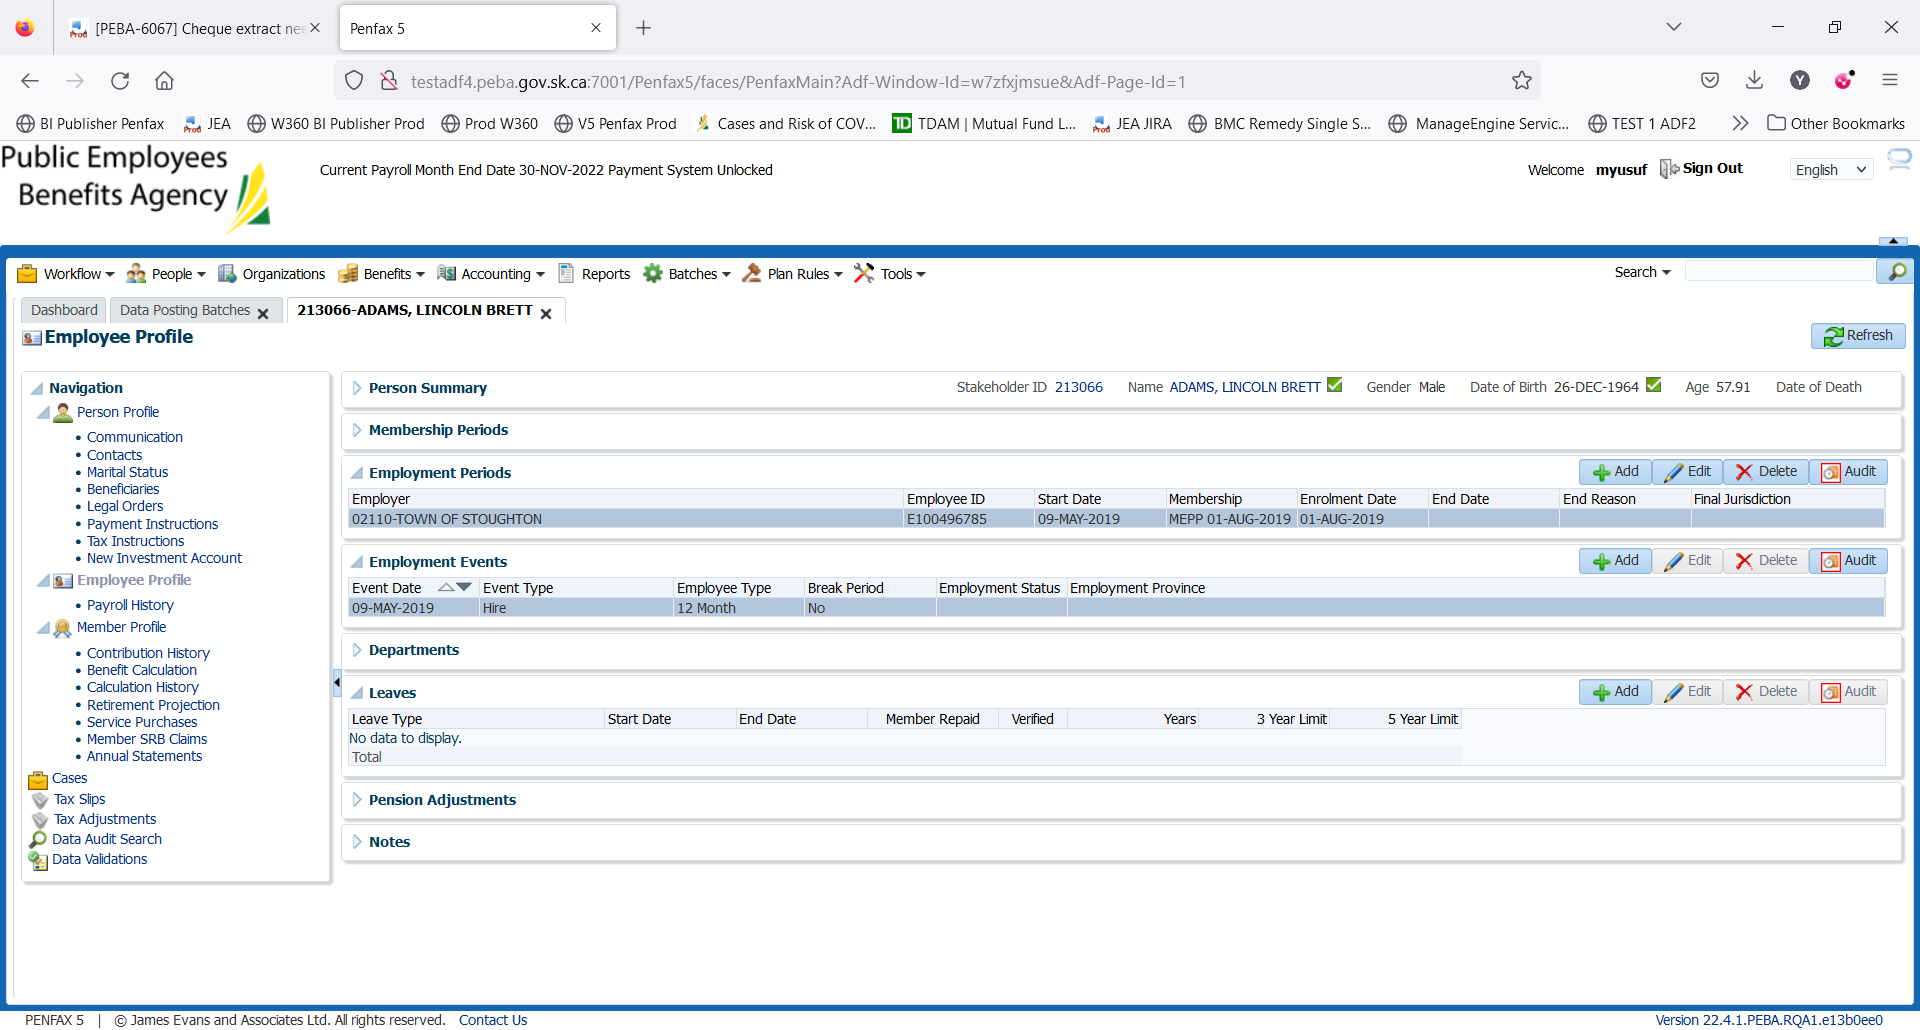 [PEBA-6067] Cheque extract nee
Penfax 5
testadf4.peba.gov.sk.ca:7001/Penfax5/faces/PenfaxMain?Adf-Window-Id=w7zfxjmsue&Adf-Page-Id=1
Y
BI Publisher Penfax JEA W360 BI Publisher Prod Prod W360 V5 Penfax Prod Cases and Risk of COV... TDAM | Mutual Fund L... JEA JIRA BMC Remedy Single S... ManageEngine Servic... TEST 1 ADF2 Other Bookmarks
Public Employees
Benefits Agency
Current Payroll Month End Date 30-NOV-2022 Payment System Unlocked
Welcome myusuf Sign Out English
Workflow People Organizations Benefits Accounting Reports Batches Plan Rules Tools Search
Dashboard Data Posting Batches 213066-ADAMS, LINCOLN BRETT
Employee Profile Refresh
Navigation
Person Profile
Communication
Contacts
Marital Status
Beneficiaries
Legal Orders
Payment Instructions
Tax Instructions
New Investment Account
Employee Profile
Payroll History
Member Profile
Contribution History
Benefit Calculation
Calculation History
Retirement Projection
Service Purchases
Member SRB Claims
Annual Statements
Cases
Tax Slips
Tax Adjustments
Data Audit Search
Data Validations
Person Summary Stakeholder ID 213066 Name ADAMS, LINCOLN BRETT Gender Male Date of Birth 26-DEC-1964 Age 57.91 Date of Death
Membership Periods
Employment Periods Add Edit Delete Audit
Employer Employee ID Start Date Membership Enrolment Date End Date End Reason Final Jurisdiction
02110-TOWN OF STOUGHTON E100496785 09-MAY-2019 MEPP 01-AUG-2019 01-AUG-2019
Employment Events Add Edit Delete Audit
Event Date Event Type Employee Type Break Period Employment Status Employment Province
09-MAY-2019 Hire 12 Month No
Departments
Leaves Add Edit Delete Audit
Leave Type Start Date End Date Member Repaid Verified Years 3 Year Limit 5 Year Limit
No data to display.
Total
Pension Adjustments
Notes
PENFAX 5 | © James Evans and Associates Ltd. All rights reserved. Contact Us Version 22.4.1.PEBA.RQA1.e13b0ee0